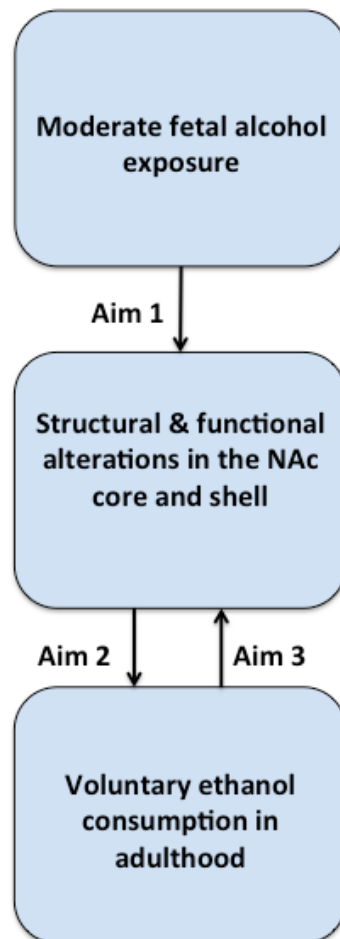 Moderate fetal alcohol
exposure
Aim 1
Structural & functional
alterations in the NAc
core and shell
Aim 2
Aim 3
Voluntary ethanol
consumption in
adulthood